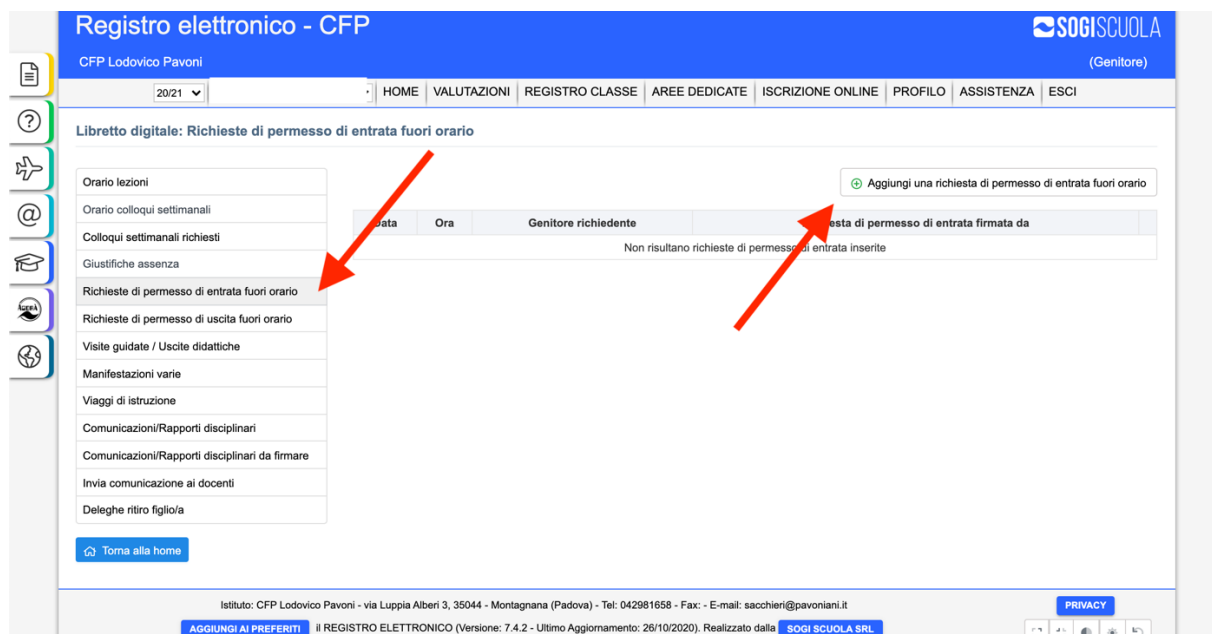 Registro elettronico - CFP
SOGISCUOLA
CFP Lodovico Pavoni
(Genitore)
20/21
HOME VALUTAZIONI REGISTRO CLASSE AREE DEDICATE ISCRIZIONE ONLINE PROFILO ASSISTENZA ESCI
Libretto digitale: Richieste di permesso di entrata fuori orario
Orario lezioni
Orario colloqui settimanali
Colloqui settimanali richiesti
Giustifiche assenza
Richieste di permesso di entrata fuori orario
Richieste di permesso di uscita fuori orario
Visite guidate / Uscite didattiche
Manifestazioni varie
Viaggi di istruzione
Comunicazioni/Rapporti disciplinari
Comunicazioni/Rapporti disciplinari da firmare
Invia comunicazione ai docenti
Deleghe ritiro figlio/a
Aggiungi una richiesta di permesso di entrata fuori orario
Data Ora Genitore richiedente di permesso di entrata firmata da
Non risultano richieste di permesso di entrata inserite
Torna alla home
Istituto: CFP Lodovico Pavoni - via Luppia Alberi 3, 35044 - Montagnana (Padova) - Tel: 042981658 - Fax: - E-mail: sacchieri@pavoniani.it
PRIVACY
AGGIUNGI AI PREFERITI il REGISTRO ELETTRONICO (Versione: 7.4.2 - Ultimo Aggiornamento: 26/10/2020). Realizzato dalla SOGI SCUOLA SRL